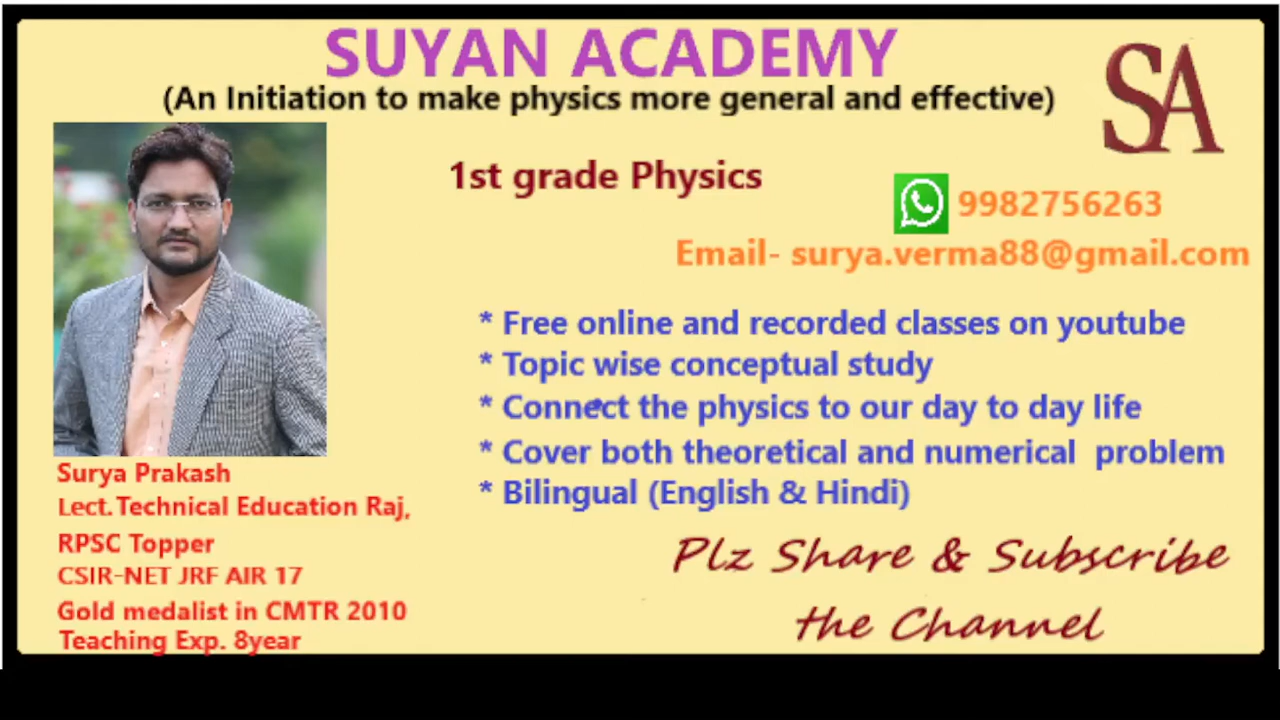 SUYAN ACADEMY
(An Initiation to make physics more general and effective)
SA
1st grade Physics
9982756263
Email- surya.verma88@gmail.com
* Free online and recorded classes on youtube
* Topic wise conceptual study
* Connect the physics to our day to day life
* Cover both theoretical and numerical problem
* Bilingual (English & Hindi)
Surya Prakash
Lect. Technical Education Raj,
RPSC Topper
CSIR-NET JRF AIR 17
Gold medalist in CMTR 2010
Teaching Exp. 8year
Plz Share & Subscribe
the Channel